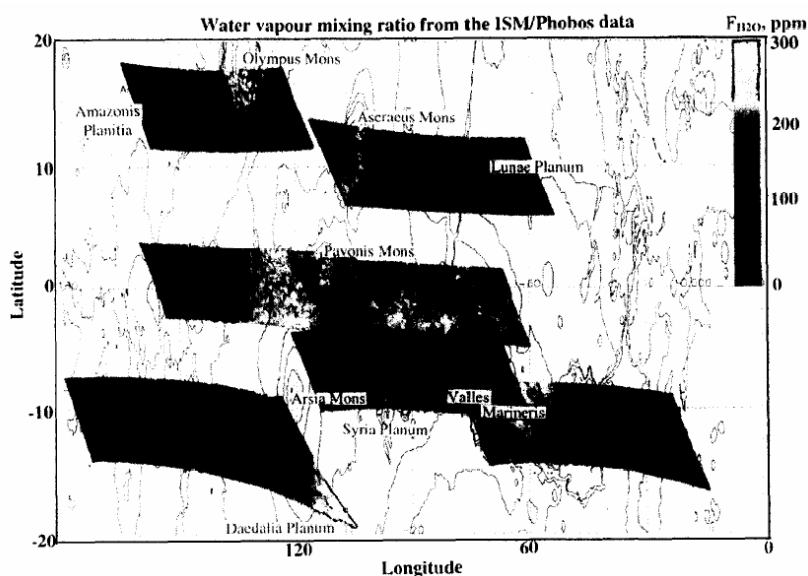 Water vapour mixing ratio from the ISM/Phobos data
F_H2O, ppm
20
300
Olympus Mons
Amazonis
Planitia
Ascraeus Mons
200
10
Lunae Planum
100
Pavonis Mons
Latitude
0
0
Arsia Mons
Valles
Marineris
-10
Syria Planum
Daedalia Planum
-20
120
60
0
Longitude